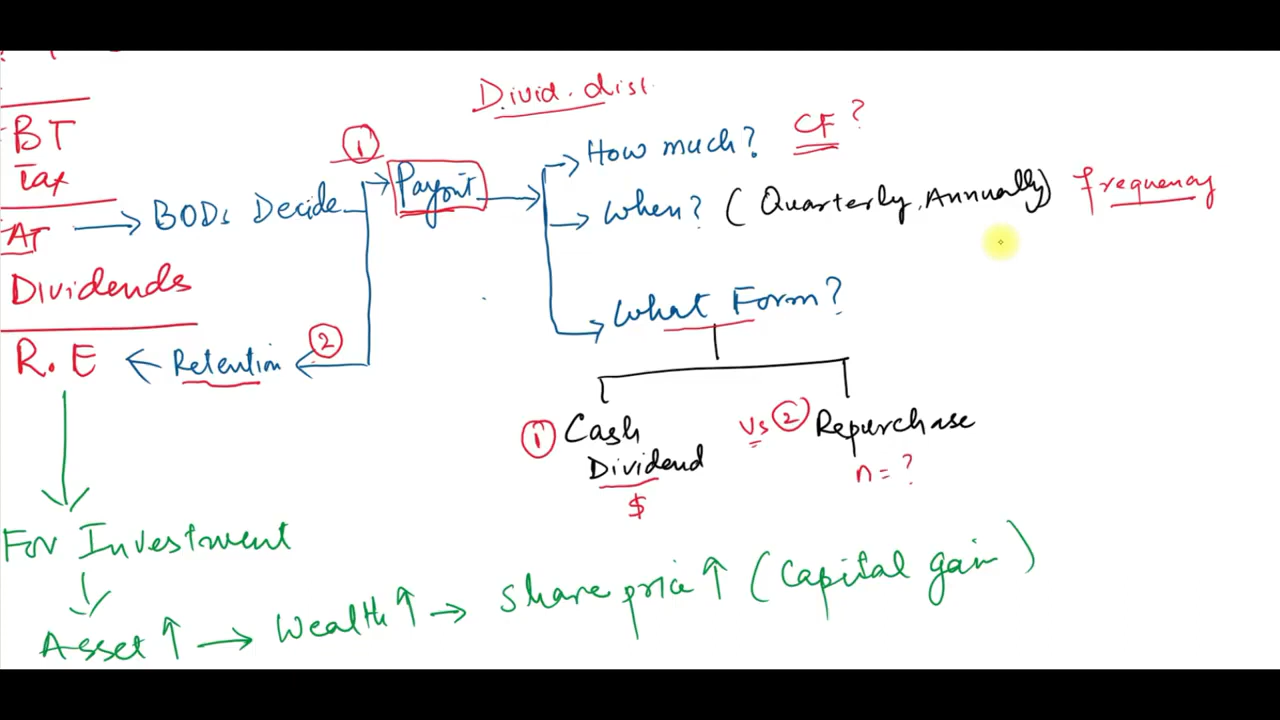 Divid. disc.
BT
Tax
AT
Dividends
R.E
BODs Decide
①
Payout
② Retention
How much? CF?
When? (Quarterly, Annually) frequency
What Form?
① Cash
Dividend
$
Vs ② Repurchase
n = ?
For Investment
Asset ↑ → Wealth ↑ → Share price ↑ (Capital gain)